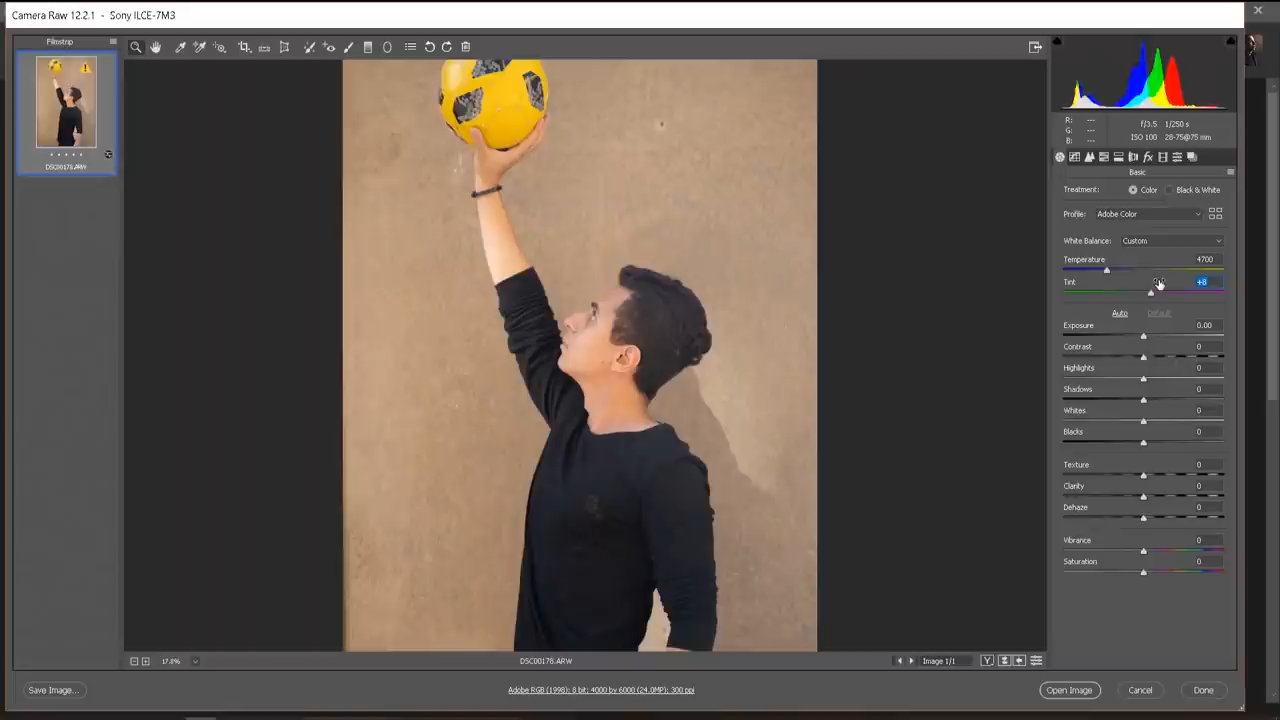 Camera Raw 12.2.1 - Sony ILCE-7M3
Filmstrip
DSC00178.ARW
R: ---
G: ---
B: ---
f/3.5 1/250 s
ISO 100 28-75@75 mm
Basic
Treatment: Color Black & White
Profile: Adobe Color
White Balance: Custom
Temperature 4700
Tint +8
Auto Default
Exposure 0.00
Contrast 0
Highlights 0
Shadows 0
Whites 0
Blacks 0
Texture 0
Clarity 0
Dehaze 0
Vibrance 0
Saturation 0
17.8% DSC00178.ARW Image 1/1 Y
Save Image... Adobe RGB (1998); 8 bit; 4000 by 6000 (24.0MP); 300 ppi Open Image Cancel Done